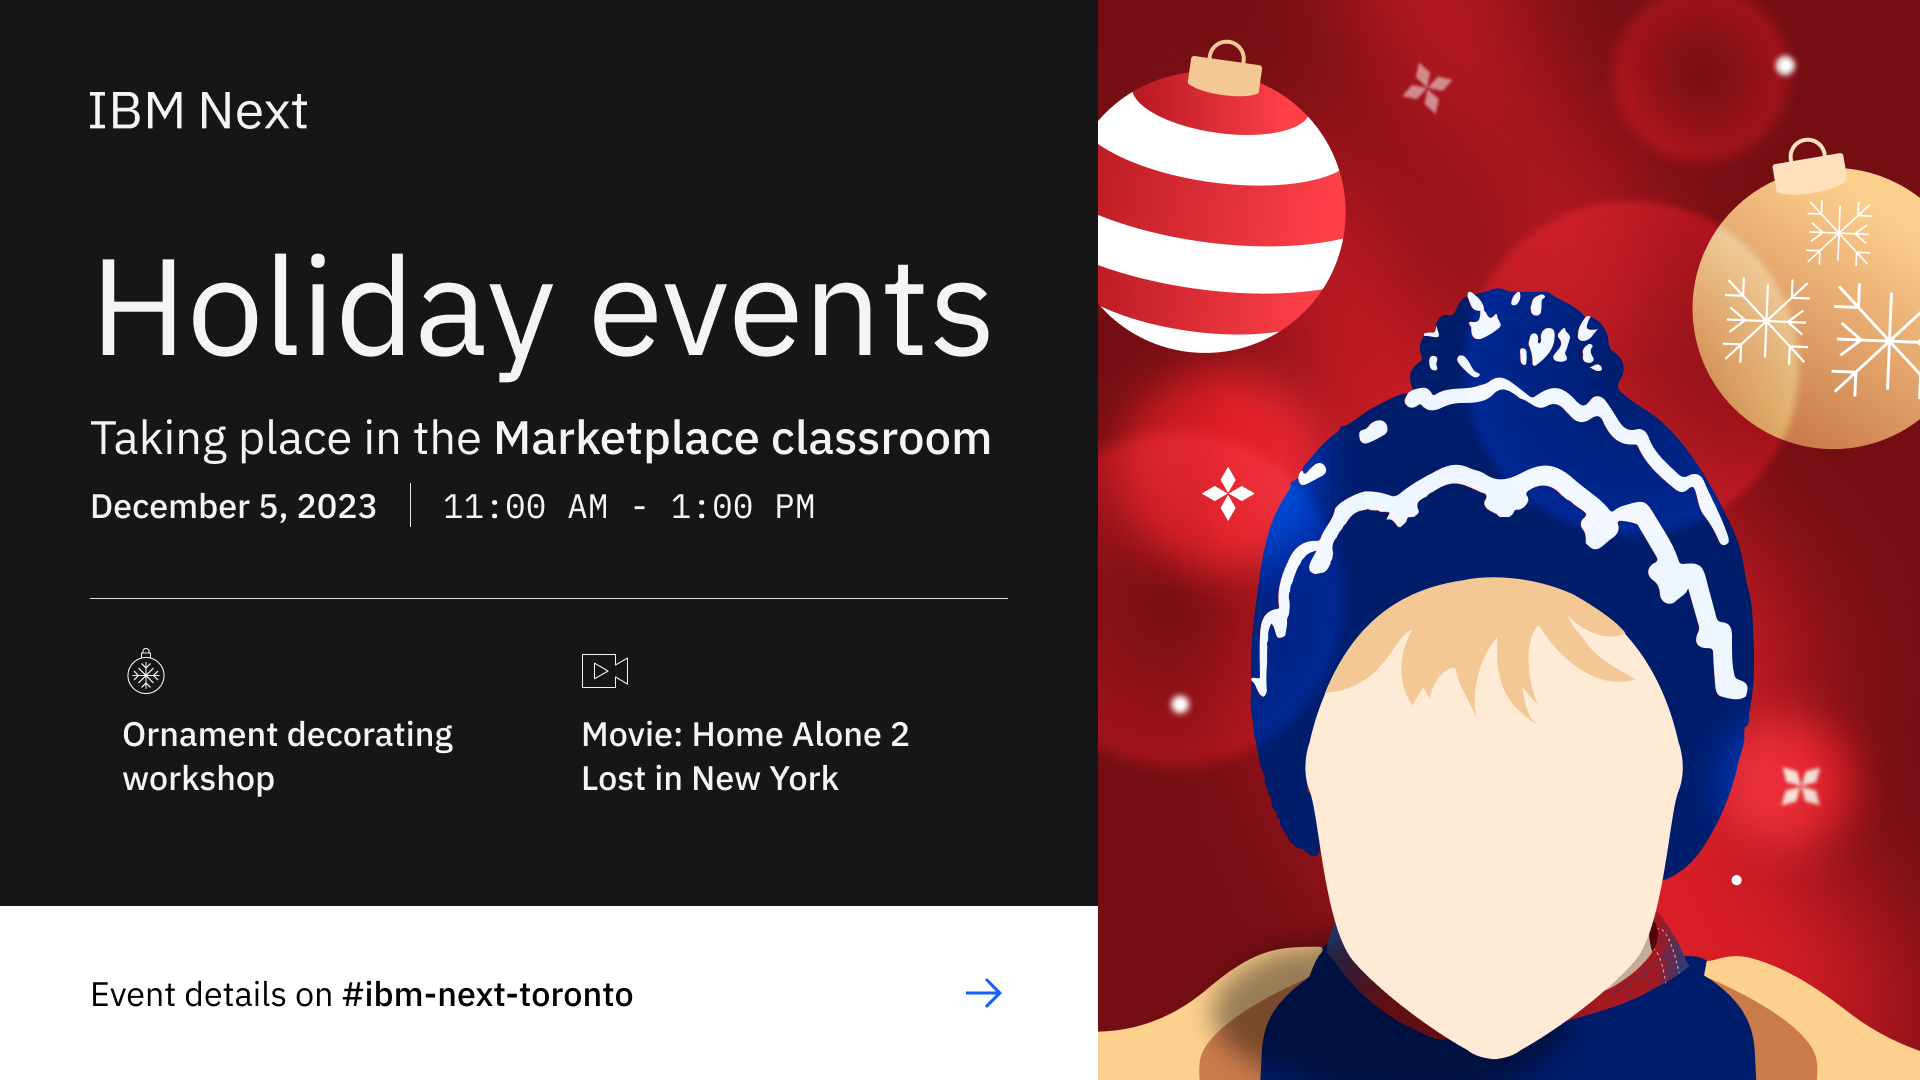 IBM Next
Holiday events
Taking place in the Marketplace classroom
December 5, 2023 11:00 AM - 1:00 PM
Ornament decorating
workshop
Movie: Home Alone 2
Lost in New York
Event details on #ibm-next-toronto